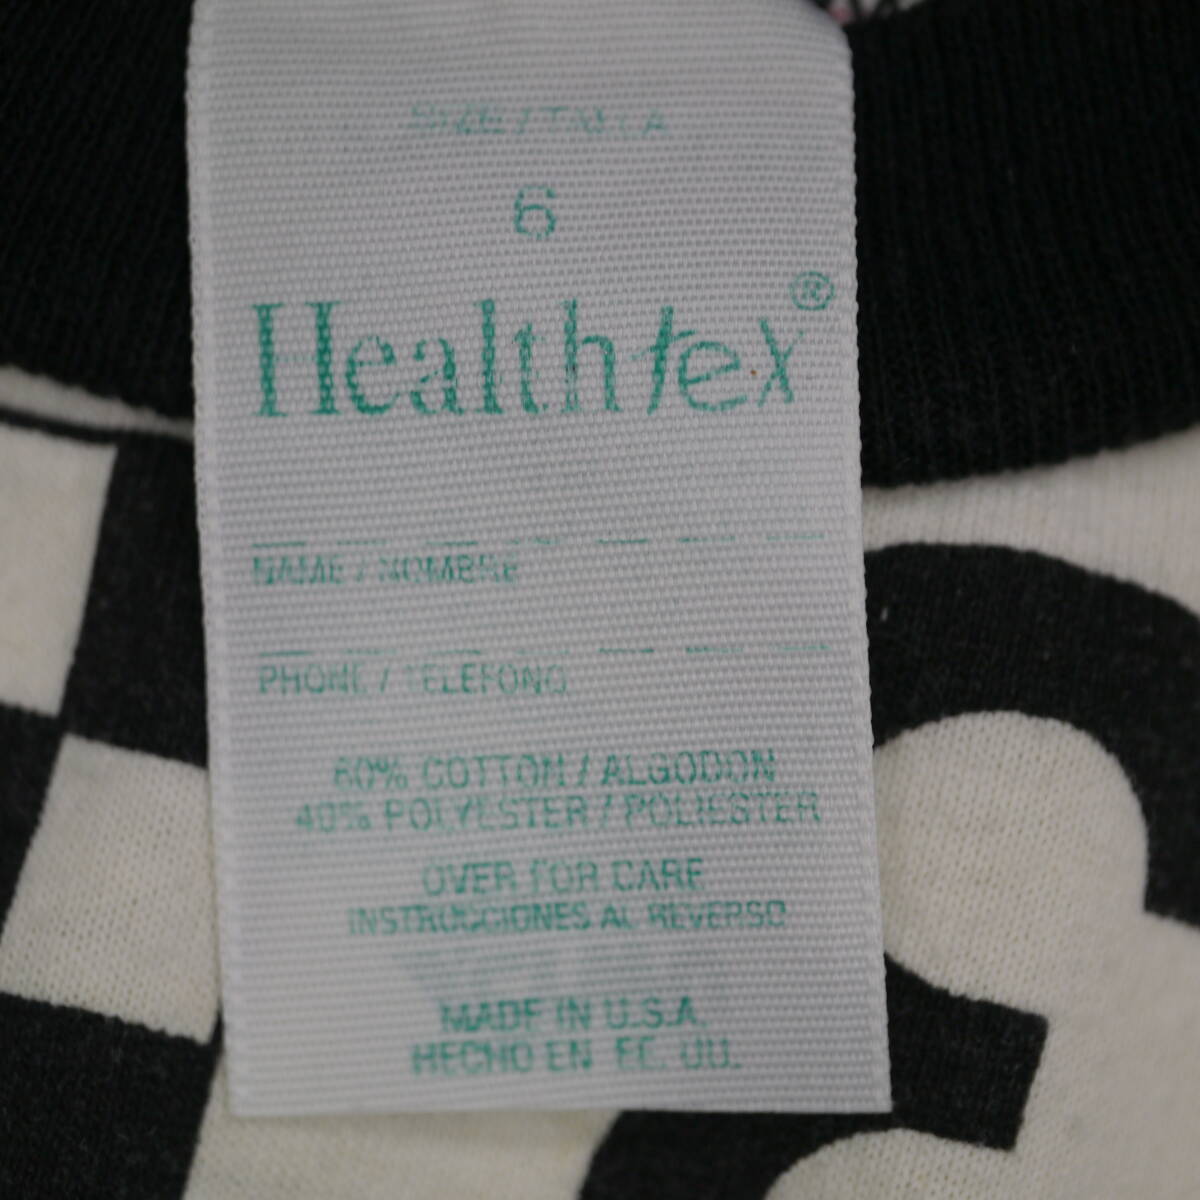 SIZE / TALLA
6
Healthtex®
NAME / NOMBRE
PHONE / TELEFONO
60% COTTON / ALGODON
40% POLYESTER / POLIESTER
OVER FOR CARE
INSTRUCCIONES AL REVERSO
MADE IN U.S.A.
HECHO EN EE. UU.